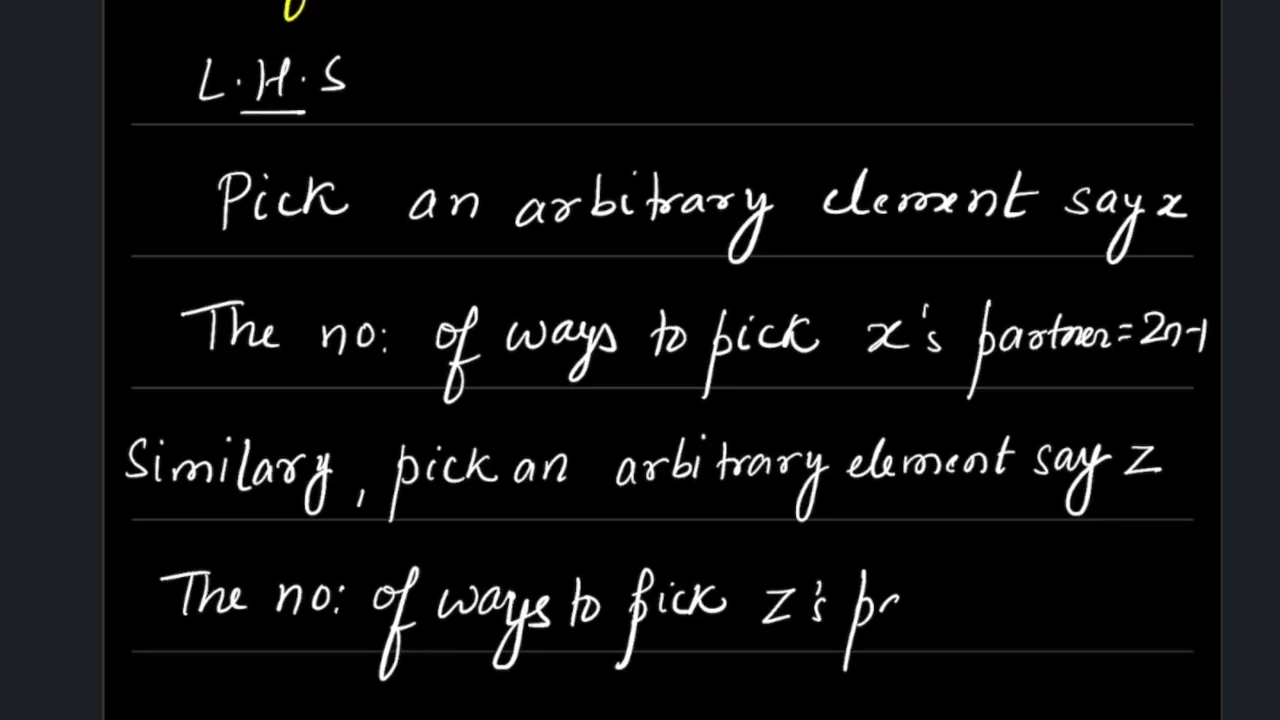 L.H.S
Pick an arbitrary element say x
The no: of ways to pick x's partner = 2n-1
Similary, pick an arbitrary element say z
The no: of ways to pick z's